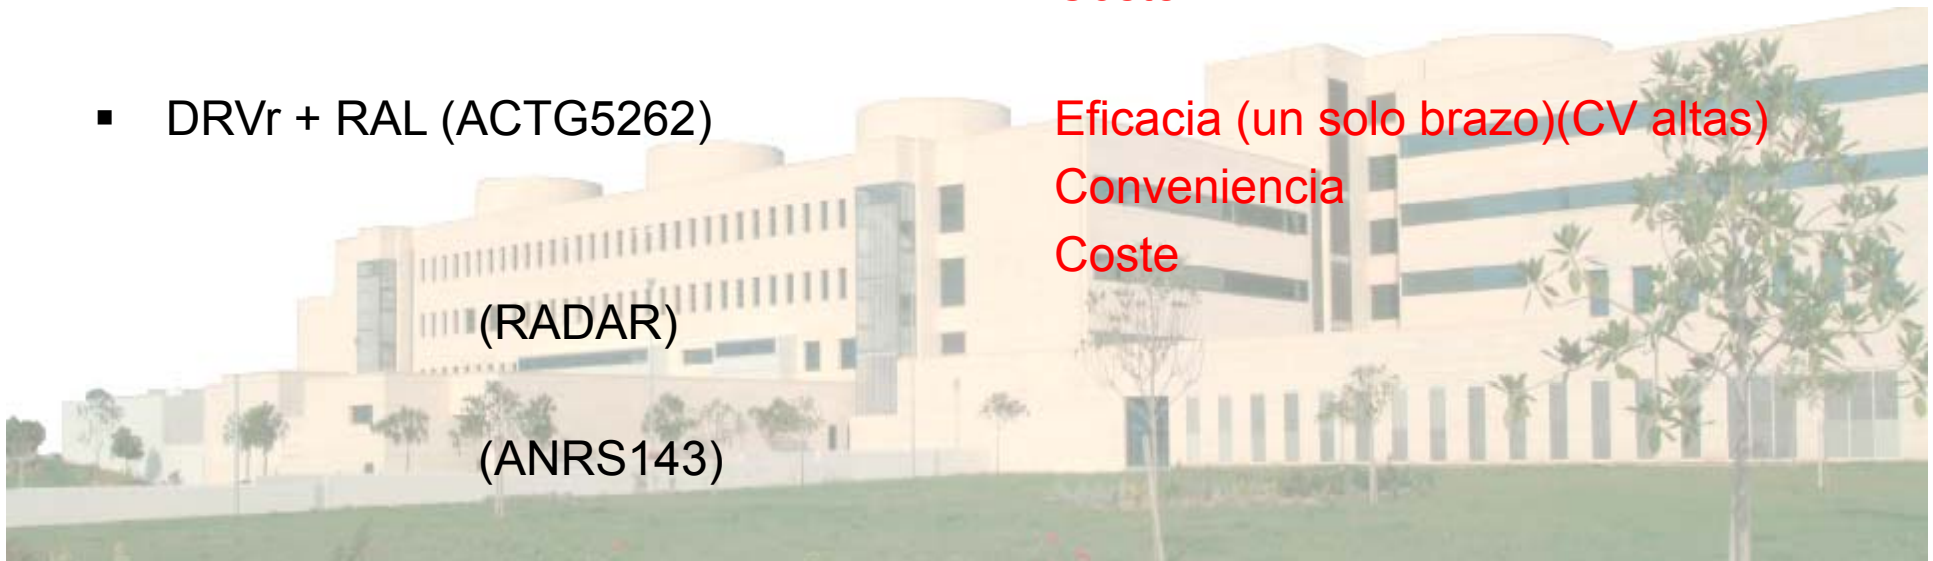 ▪ DRVr + RAL (ACTG5262) Eficacia (un solo brazo)(CV altas)
Conveniencia
Coste
(RADAR)
(ANRS143)